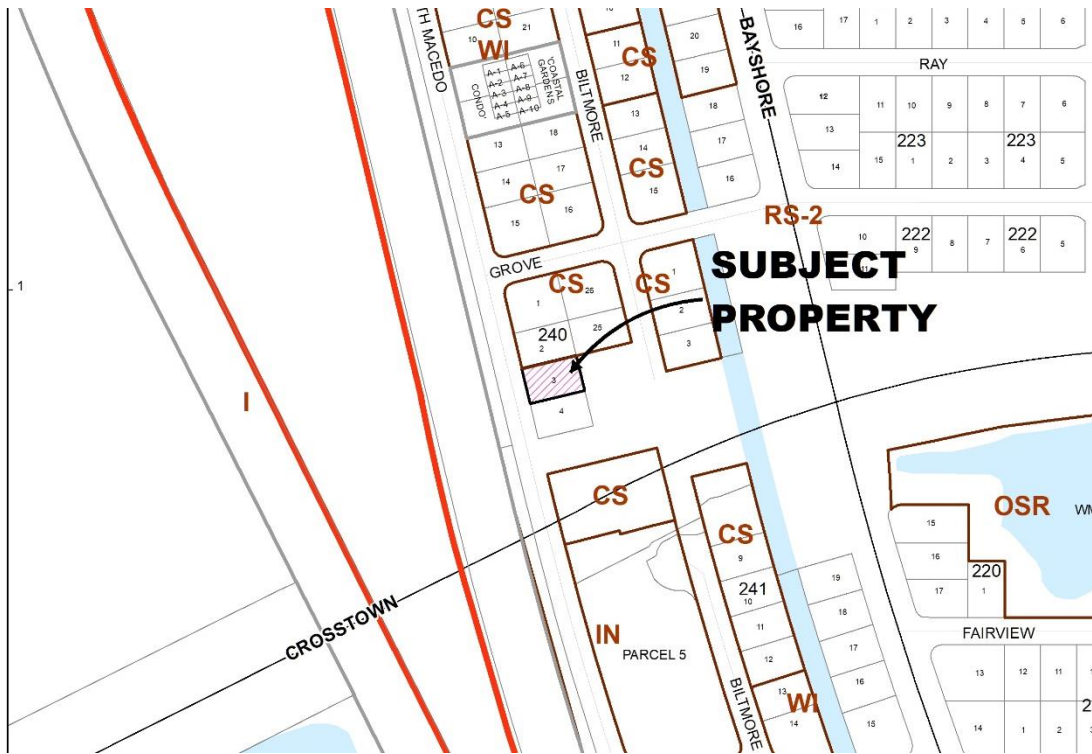 TH MACEDO
CS
WI
10
21
A-1
A-6
A-2
A-7
A-3
A-8
A-4
A-9
A-5
A-10
CONDO'
'COASTAL
GARDENS
13
18
14
17
CS
15
16
BILTMORE
11
CS
12
13
14
CS
15
20
19
18
17
16
BAYSHORE
16
17
1
2
3
4
5
6
RAY
12
11
10
9
8
7
6
13
223
223
14
15
1
2
3
4
5
RS-2
10
222
9
8
7
222
6
5
11
GROVE
CS
1
26
240
2
25
3
4
CS
1
2
3
SUBJECT
PROPERTY
1
I
CROSSTOWN
CS
IN
PARCEL 5
CS
9
241
10
11
12
13
WI
14
BILTMORE
19
18
17
16
15
OSR
WM
15
16
17
220
1
FAIRVIEW
13
12
11
14
1
2